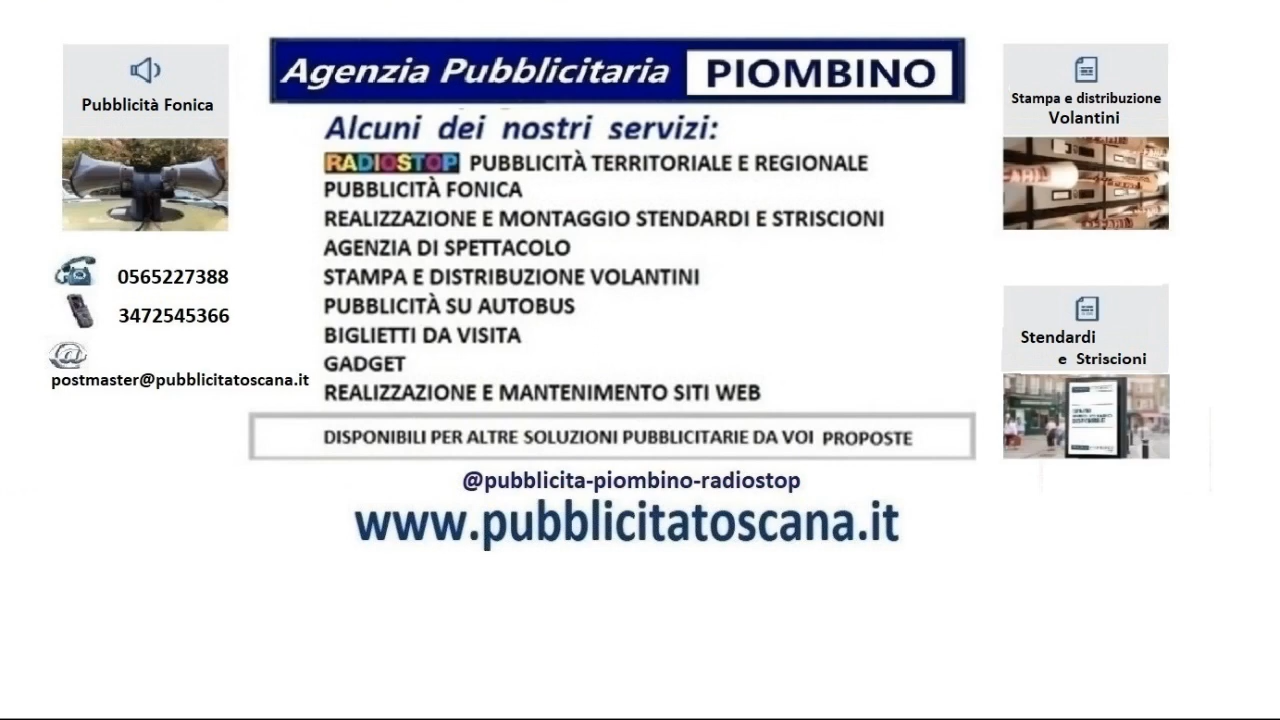 Agenzia Pubblicitaria PIOMBINO
Pubblicità Fonica
0565227388
3472545366
@
postmaster@pubblicitatoscana.it
Alcuni dei nostri servizi:
RADIOSTOP PUBBLICITÀ TERRITORIALE E REGIONALE
PUBBLICITÀ FONICA
REALIZZAZIONE E MONTAGGIO STENDARDI E STRISCIONI
AGENZIA DI SPETTACOLO
STAMPA E DISTRIBUZIONE VOLANTINI
PUBBLICITÀ SU AUTOBUS
BIGLIETTI DA VISITA
GADGET
REALIZZAZIONE E MANTENIMENTO SITI WEB
DISPONIBILI PER ALTRE SOLUZIONI PUBBLICITARIE DA VOI PROPOSTE
@pubblicita-piombino-radiostop
www.pubblicitatoscana.it
Stampa e distribuzione
Volantini
Stendardi
e Striscioni